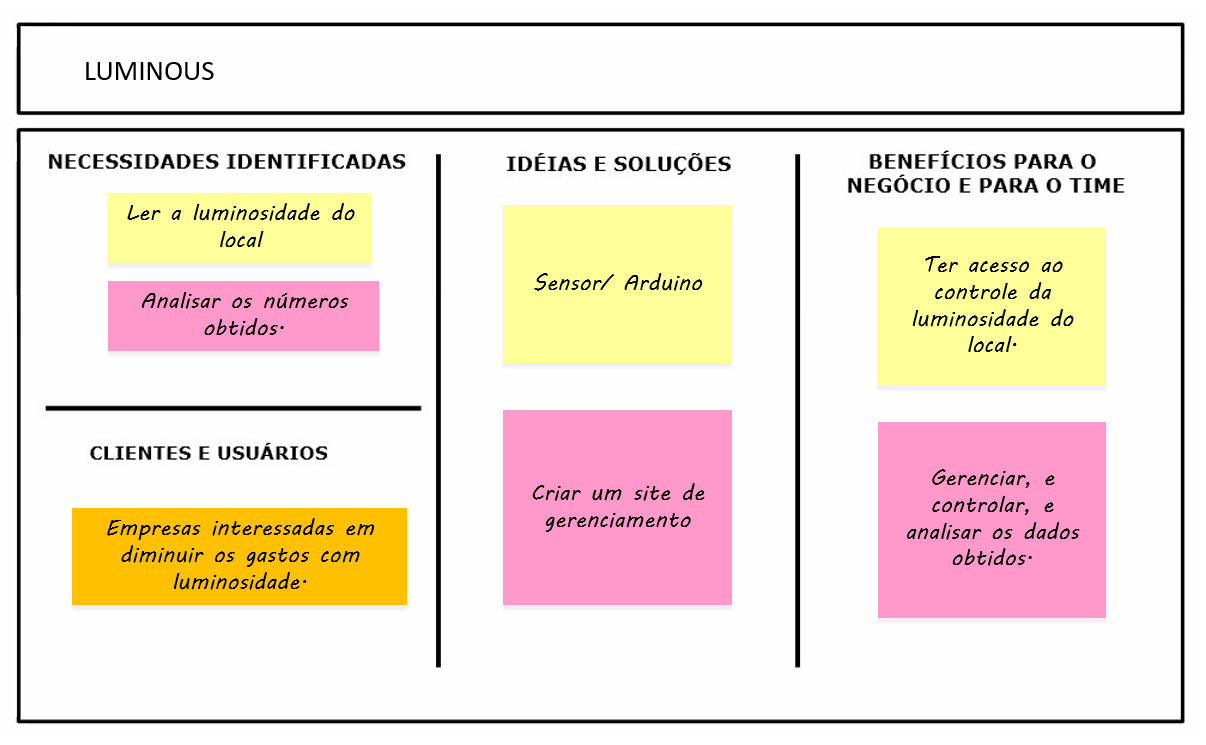 LUMINOUS
NECESSIDADES IDENTIFICADAS
Ler a luminosidade do
local
Analisar os números
obtidos.
CLIENTES E USUÁRIOS
Empresas interessadas em
diminuir os gastos com
luminosidade.
IDÉIAS E SOLUÇÕES
Sensor/ Arduino
Criar um site de
gerenciamento
BENEFÍCIOS PARA O
NEGÓCIO E PARA O TIME
Ter acesso ao
controle da
luminosidade do
local.
Gerenciar, e
controlar, e
analisar os dados
obtidos.